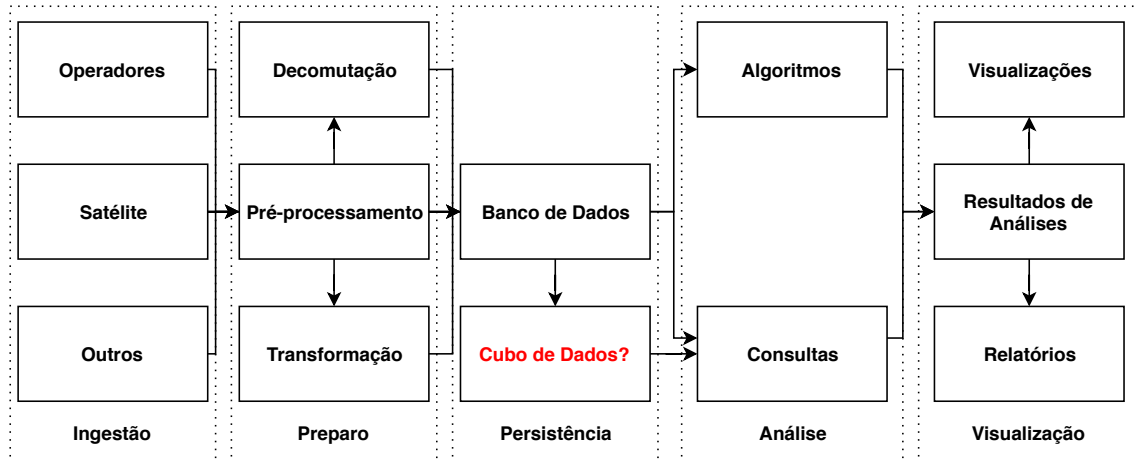 Operadores
Decomutação
Algoritmos
Visualizações
Satélite
Pré-processamento
Banco de Dados
Resultados de
Análises
Outros
Transformação
Cubo de Dados?
Consultas
Relatórios
Ingestão
Preparo
Persistência
Análise
Visualização